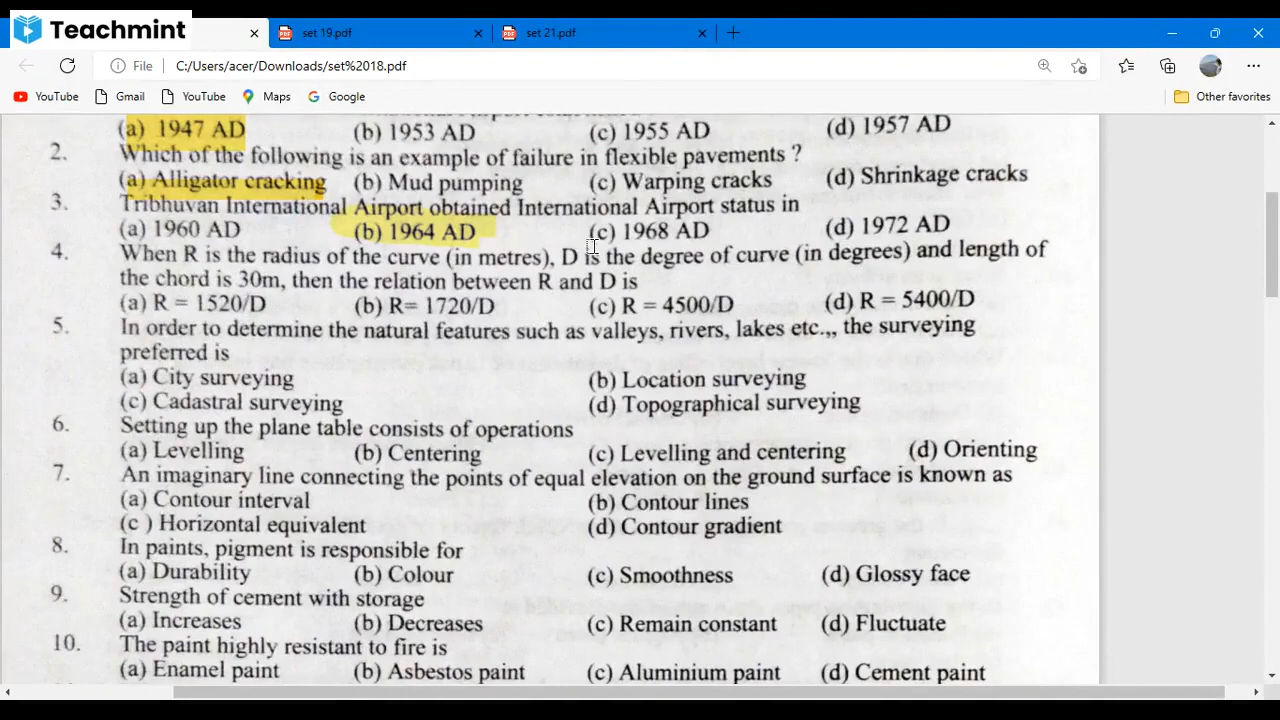 Teachmint
set 19.pdf
set 21.pdf
File C:/Users/acer/Downloads/set%2018.pdf
YouTube Gmail YouTube Maps Google Other favorites
(a) 1947 AD (b) 1953 AD (c) 1955 AD (d) 1957 AD
2. Which of the following is an example of failure in flexible pavements ?
(a) Alligator cracking (b) Mud pumping (c) Warping cracks (d) Shrinkage cracks
3. Tribhuvan International Airport obtained International Airport status in
(a) 1960 AD (b) 1964 AD (c) 1968 AD (d) 1972 AD
4. When R is the radius of the curve (in metres), D is the degree of curve (in degrees) and length of
the chord is 30m, then the relation between R and D is
(a) R = 1520/D (b) R= 1720/D (c) R = 4500/D (d) R = 5400/D
5. In order to determine the natural features such as valleys, rivers, lakes etc.,,, the surveying
preferred is
(a) City surveying (b) Location surveying
(c) Cadastral surveying (d) Topographical surveying
6. Setting up the plane table consists of operations
(a) Levelling (b) Centering (c) Levelling and centering (d) Orienting
7. An imaginary line connecting the points of equal elevation on the ground surface is known as
(a) Contour interval (b) Contour lines
(c ) Horizontal equivalent (d) Contour gradient
8. In paints, pigment is responsible for
(a) Durability (b) Colour (c) Smoothness (d) Glossy face
9. Strength of cement with storage
(a) Increases (b) Decreases (c) Remain constant (d) Fluctuate
10. The paint highly resistant to fire is
(a) Enamel paint (b) Asbestos paint (c) Aluminium paint (d) Cement paint